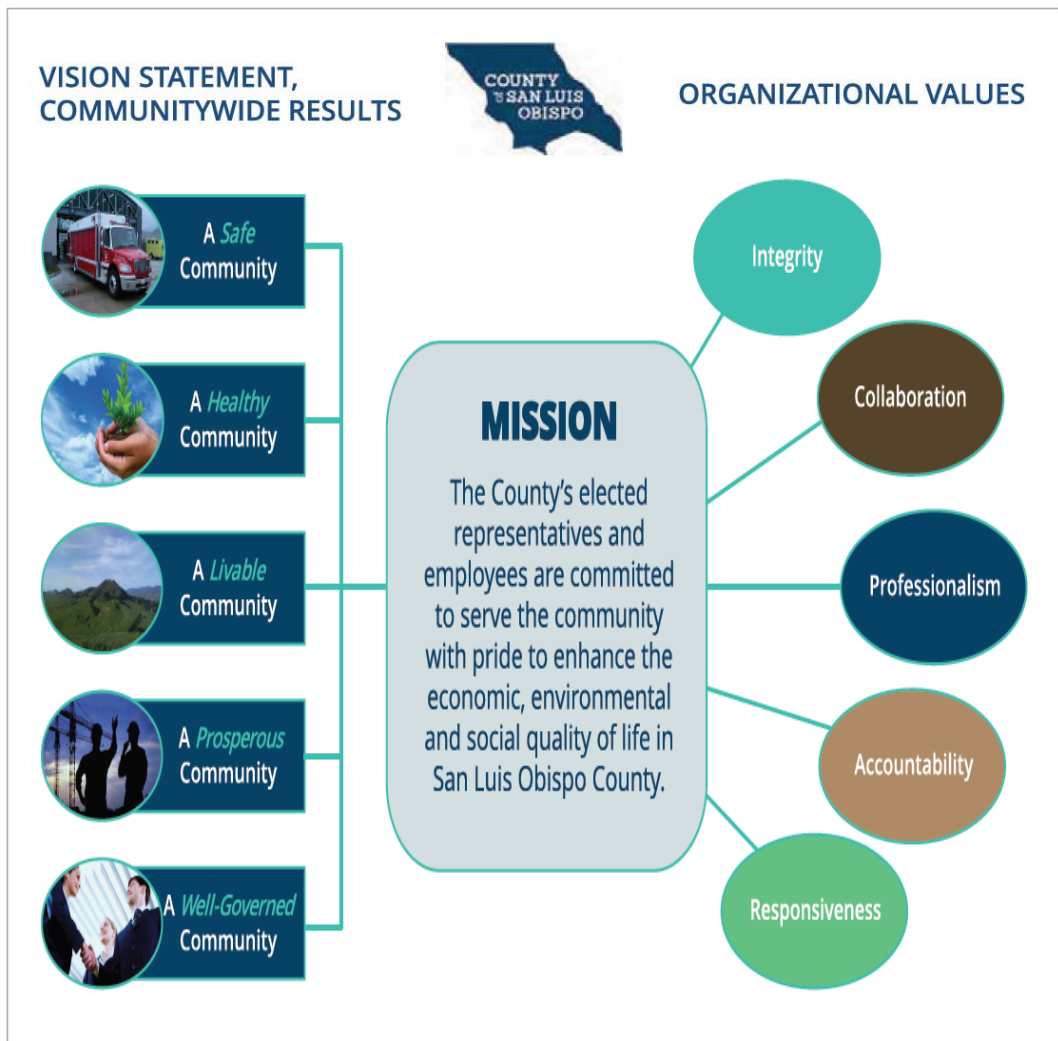 VISION STATEMENT,
COMMUNITYWIDE RESULTS
COUNTY
OF SAN LUIS
OBISPO
ORGANIZATIONAL VALUES
A Safe
Community
A Healthy
Community
A Livable
Community
A Prosperous
Community
A Well-Governed
Community
MISSION
The County’s elected
representatives and
employees are committed
to serve the community
with pride to enhance the
economic, environmental
and social quality of life in
San Luis Obispo County.
Integrity
Collaboration
Professionalism
Accountability
Responsiveness